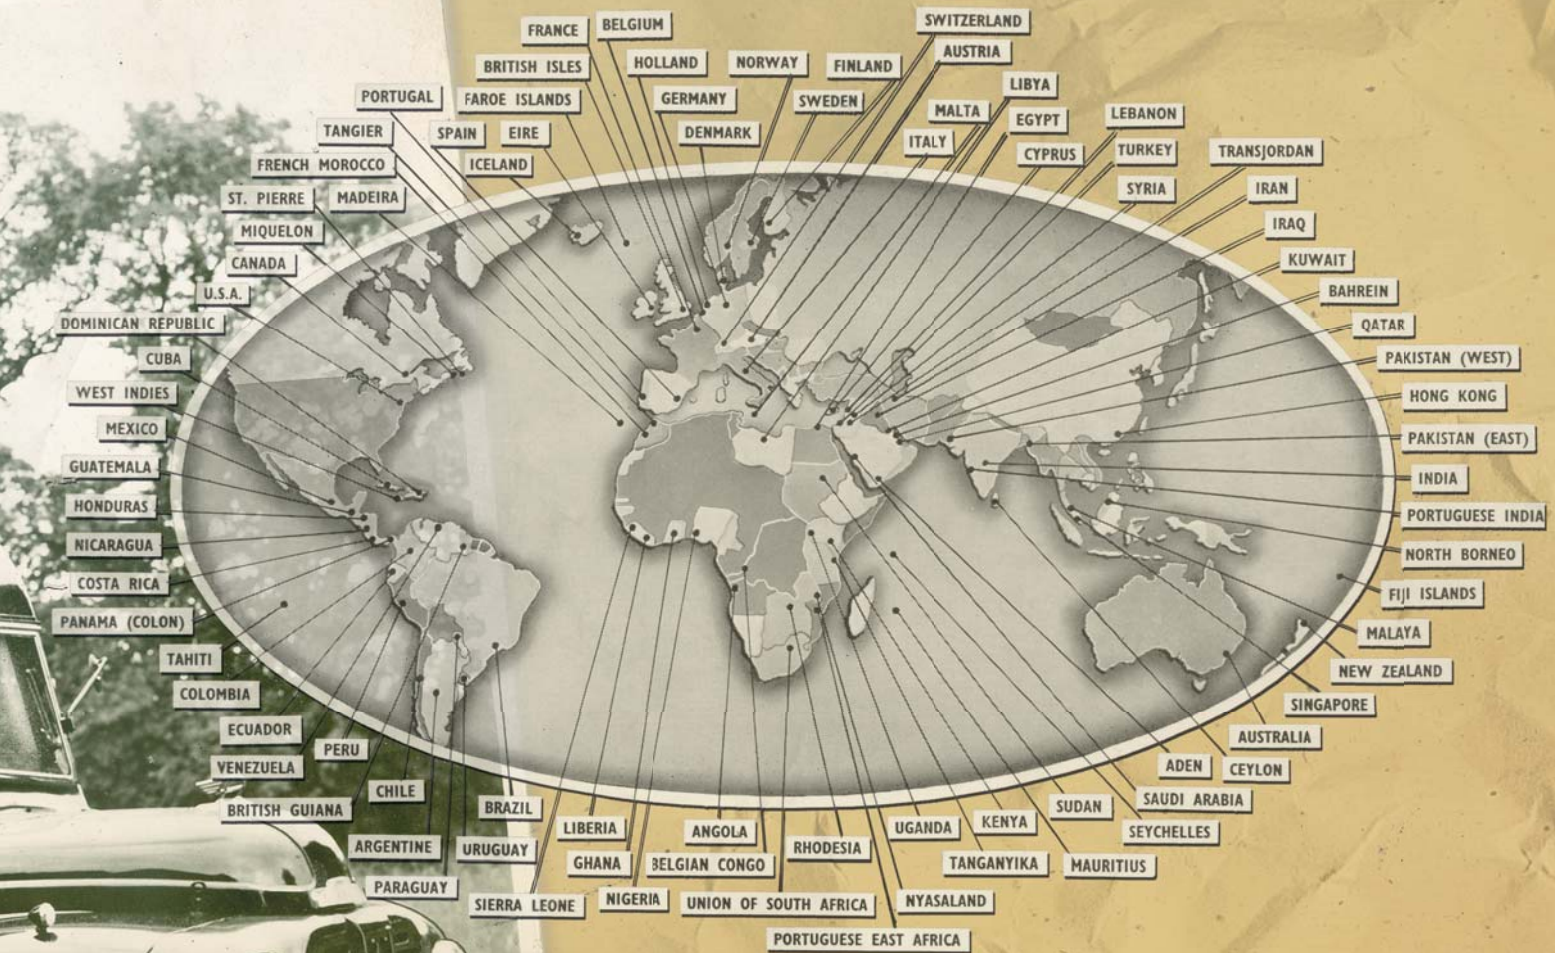 FRANCE
BELGIUM
SWITZERLAND
BRITISH ISLES
HOLLAND
NORWAY
FINLAND
AUSTRIA
PORTUGAL
FAROE ISLANDS
GERMANY
SWEDEN
LIBYA
MALTA
LEBANON
TANGIER
SPAIN
EIRE
DENMARK
ITALY
EGYPT
FRENCH MOROCCO
ICELAND
CYPRUS
TURKEY
TRANSJORDAN
ST. PIERRE
MADEIRA
SYRIA
IRAN
MIQUELON
IRAQ
CANADA
KUWAIT
U.S.A.
BAHREIN
DOMINICAN REPUBLIC
QATAR
CUBA
PAKISTAN (WEST)
WEST INDIES
HONG KONG
MEXICO
PAKISTAN (EAST)
GUATEMALA
INDIA
HONDURAS
PORTUGUESE INDIA
NICARAGUA
NORTH BORNEO
COSTA RICA
FIJI ISLANDS
PANAMA (COLON)
MALAYA
TAHITI
NEW ZEALAND
COLOMBIA
SINGAPORE
ECUADOR
PERU
AUSTRALIA
VENEZUELA
ADEN
CEYLON
CHILE
BRITISH GUIANA
BRAZIL
SUDAN
SAUDI ARABIA
LIBERIA
ANGOLA
UGANDA
KENYA
SEYCHELLES
ARGENTINE
URUGUAY
GHANA
BELGIAN CONGO
RHODESIA
TANGANYIKA
MAURITIUS
PARAGUAY
SIERRA LEONE
NIGERIA
UNION OF SOUTH AFRICA
NYASALAND
PORTUGUESE EAST AFRICA